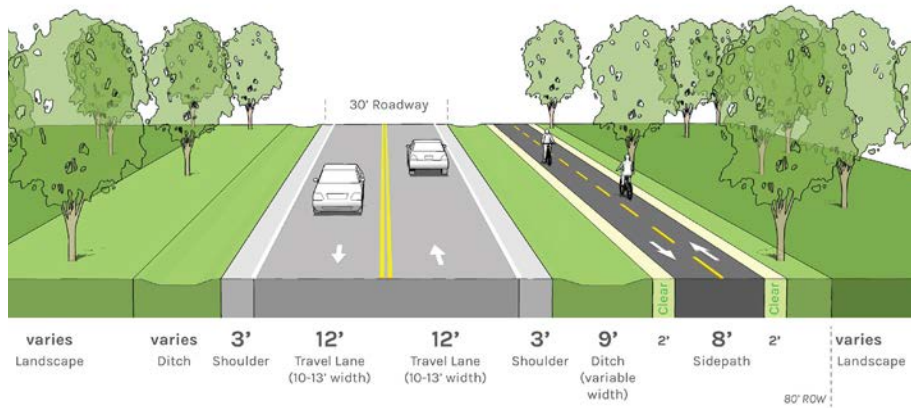 30' Roadway
Clear
Clear
varies
Landscape
varies
Ditch
3'
Shoulder
12'
Travel Lane
(10-13' width)
12'
Travel Lane
(10-13' width)
3'
Shoulder
9'
Ditch
(variable
width)
2'
8'
Sidepath
2'
80' ROW
varies
Landscape